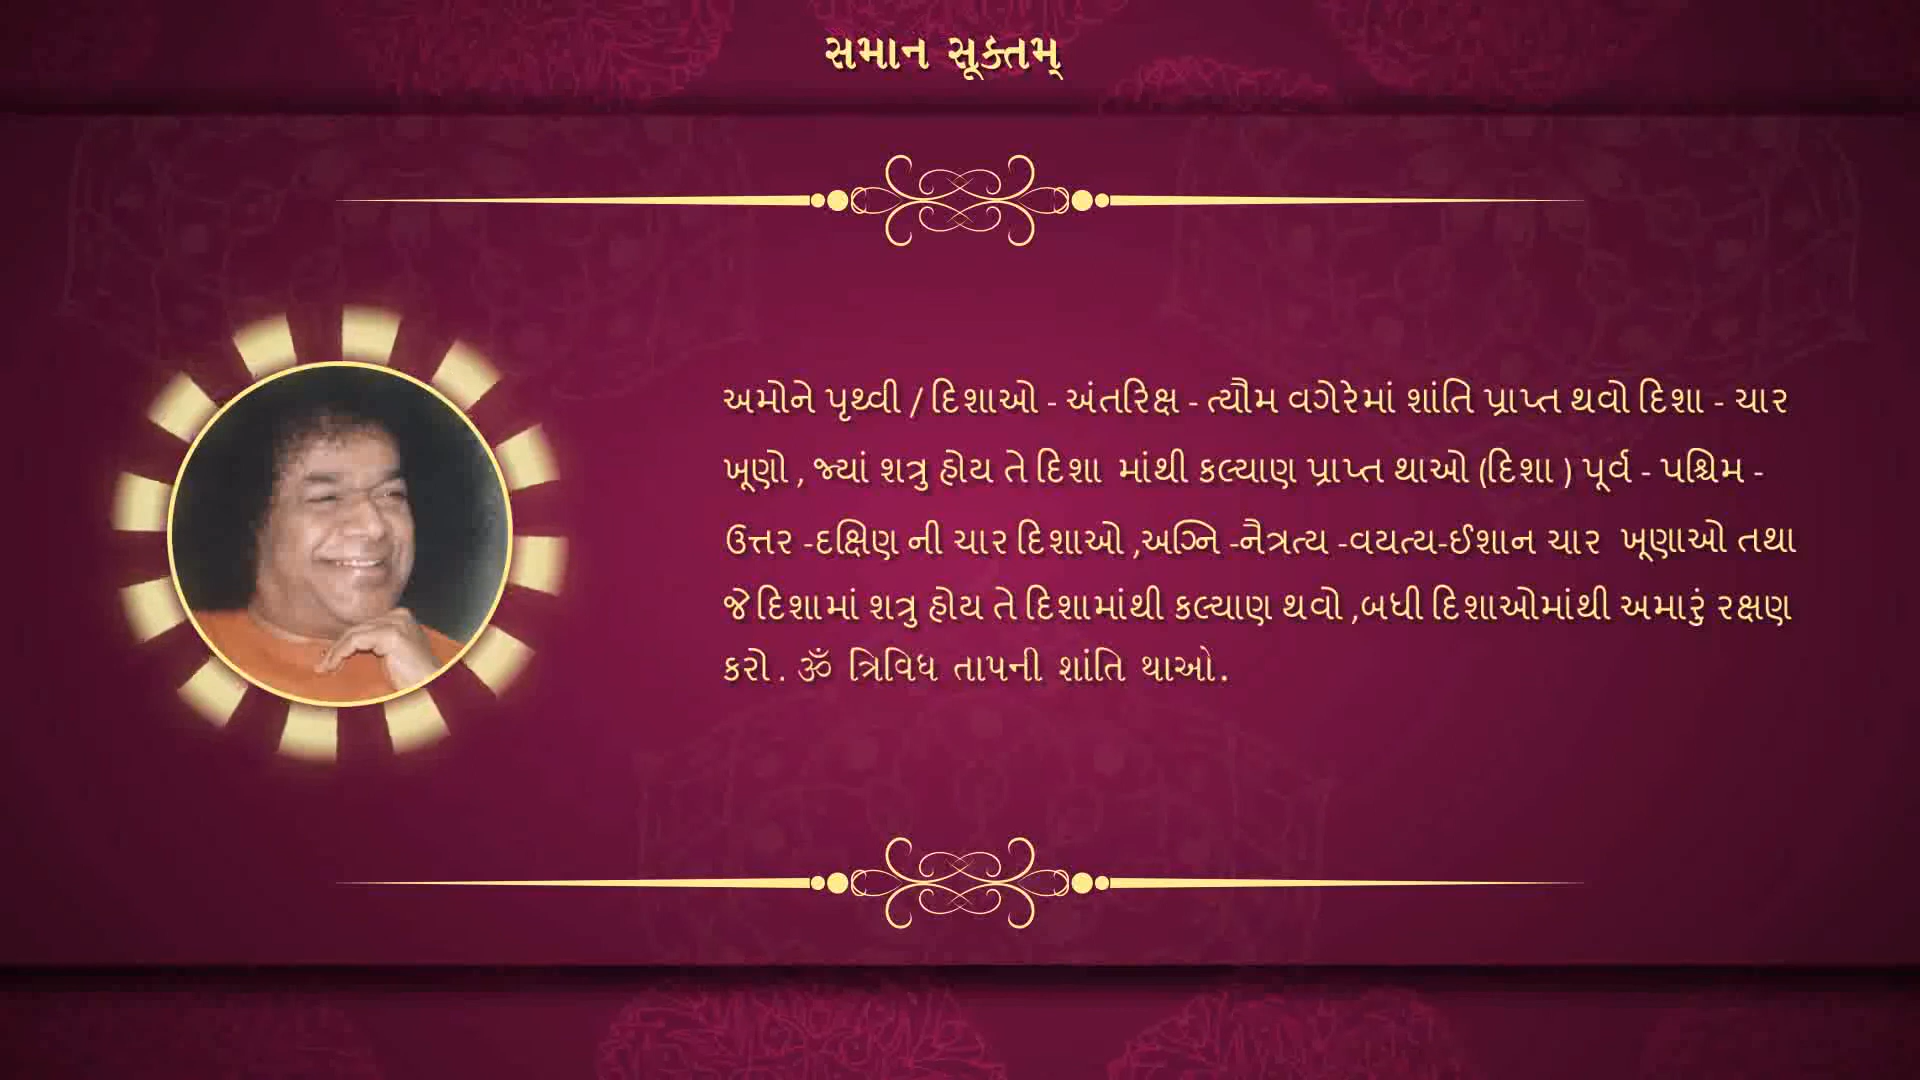 સમાન સૂક્તમ્
અમોને પૃથ્વી / દિશાઓ - અંતરિક્ષ - ત્યૌમ વગેરેમાં શાંતિ પ્રાપ્ત થવો દિશા - ચાર
ખૂણો , જ્યાં શત્રુ હોય તે દિશા માંથી કલ્યાણ પ્રાપ્ત થાઓ (દિશા ) પૂર્વ - પશ્ચિમ -
ઉત્તર -દક્ષિણ ની ચાર દિશાઓ ,અગ્નિ -નૈત્રત્ય -વયત્ય-ઈશાન ચાર ખૂણાઓ તથા
જે દિશામાં શત્રુ હોય તે દિશામાંથી કલ્યાણ થવો ,બધી દિશાઓમાંથી અમારું રક્ષણ
કરો . ૐ ત્રિવિધ તાપની શાંતિ થાઓ.